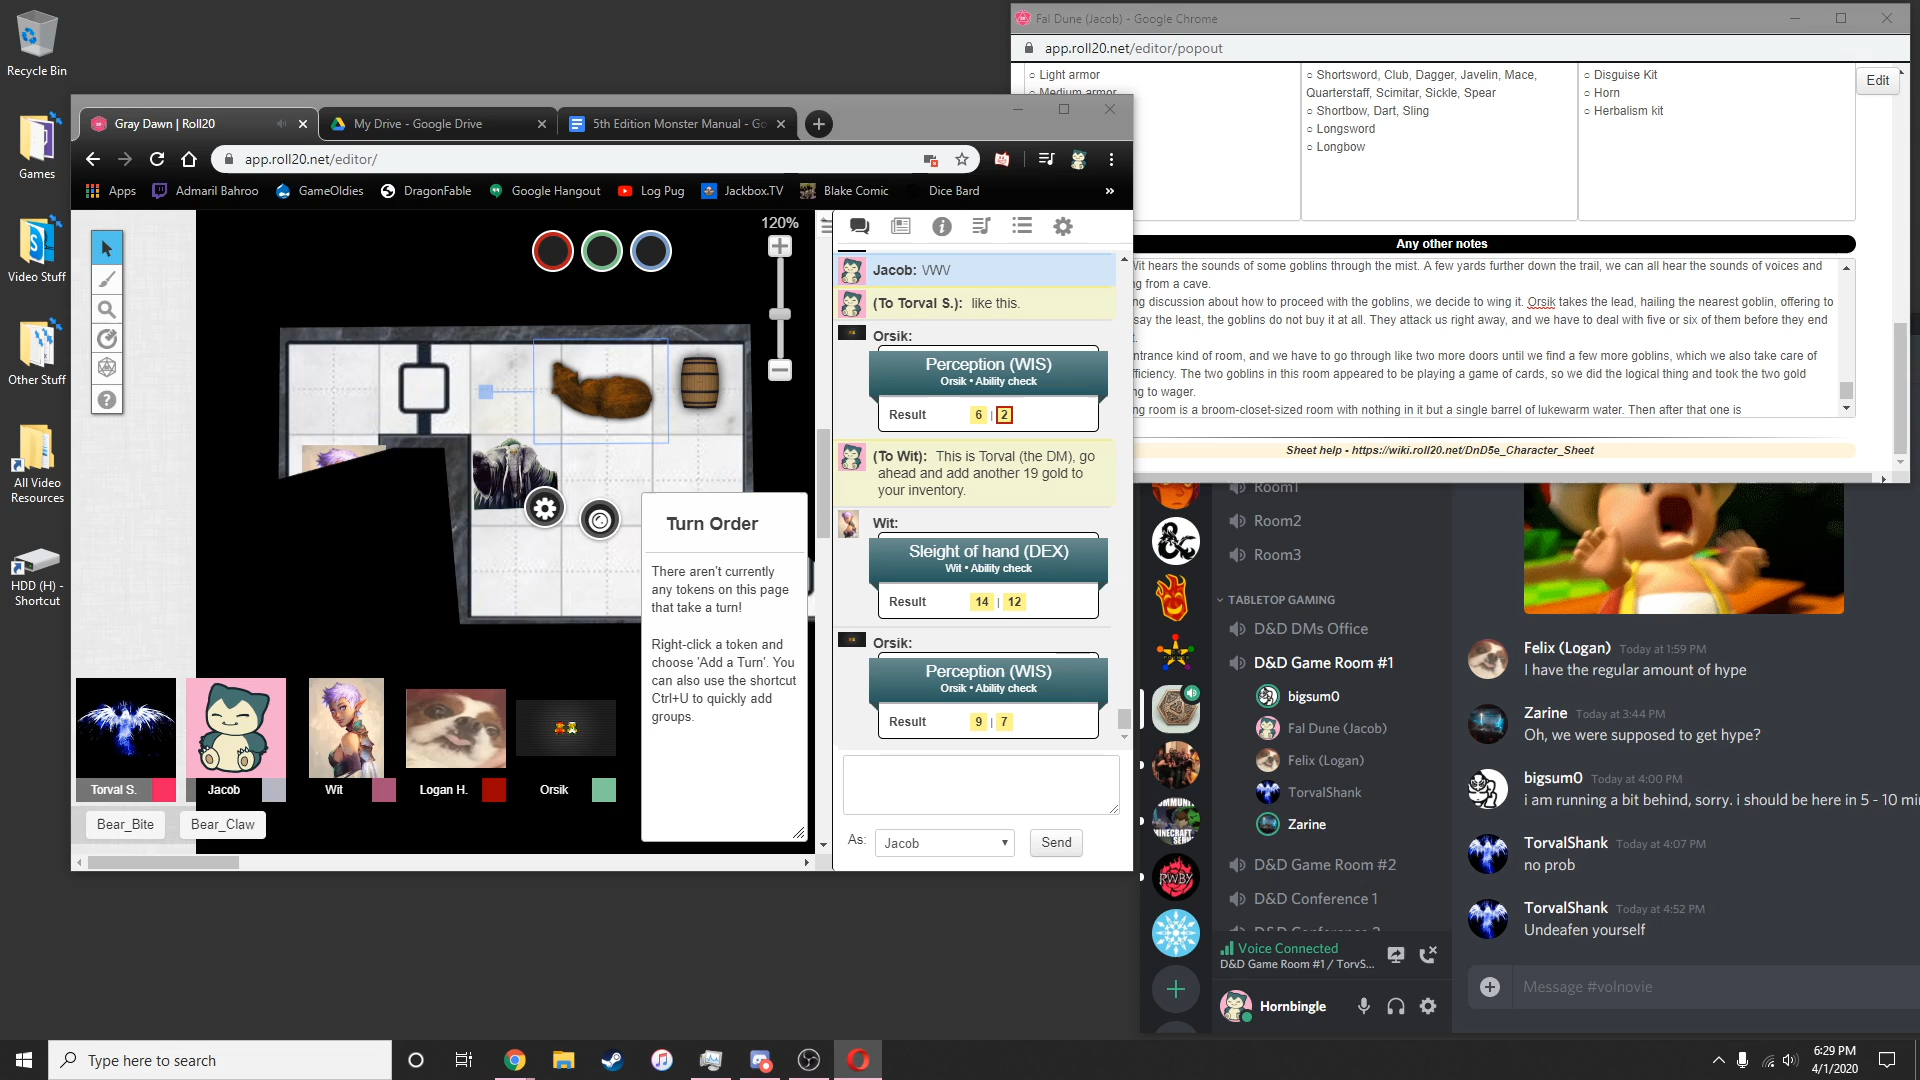 Recycle Bin
Games
Video Stuff
Other Stuff
All Video
Resources
HDD (H) -
Shortcut
Fal Dune (Jacob) - Google Chrome
app.roll20.net/editor/popout
Edit
○ Light armor
○ Medium armor
○ Shortsword, Club, Dagger, Javelin, Mace,
Quarterstaff, Scimitar, Sickle, Spear
○ Shortbow, Dart, Sling
○ Longsword
○ Longbow
○ Disguise Kit
○ Horn
○ Herbalism kit
Any other notes
Wit hears the sounds of some goblins through the mist. A few yards further down the trail, we can all hear the sounds of voices and
g from a cave.
ng discussion about how to proceed with the goblins, we decide to wing it. Orsik takes the lead, hailing the nearest goblin, offering to
say the least, the goblins do not buy it at all. They attack us right away, and we have to deal with five or six of them before they end
t.
ntrance kind of room, and we have to go through like two more doors until we find a few more goblins, which we also take care of
fficiency. The two goblins in this room appeared to be playing a game of cards, so we did the logical thing and took the two gold
ng to wager.
ng room is a broom-closet-sized room with nothing in it but a single barrel of lukewarm water. Then after that one is
Sheet help - https://wiki.roll20.net/DnD5e_Character_Sheet
Gray Dawn | Roll20
My Drive - Google Drive
5th Edition Monster Manual - Go
app.roll20.net/editor/
Apps
Admaril Bahroo
GameOldies
DragonFable
Google Hangout
Log Pug
Jackbox.TV
Blake Comic
Dice Bard
»
120%
Turn Order
There aren't currently
any tokens on this page
that take a turn!
Right-click a token and
choose 'Add a Turn'. You
can also use the shortcut
Ctrl+U to quickly add
groups.
Torval S.
Jacob
Wit
Logan H.
Orsik
Bear_Bite
Bear_Claw
Jacob: VWV
(To Torval S.): like this.
Orsik:
Perception (WIS)
Orsik • Ability check
Result 6 | 2
(To Wit): This is Torval (the DM), go
ahead and add another 19 gold to
your inventory.
Wit:
Sleight of hand (DEX)
Wit • Ability check
Result 14 | 12
Orsik:
Perception (WIS)
Orsik • Ability check
Result 9 | 7
As: Jacob
Send
RWBY
Room1
Room2
Room3
TABLETOP GAMING
D&D DMs Office
D&D Game Room #1
bigsum0
Fal Dune (Jacob)
Felix (Logan)
TorvalShank
Zarine
D&D Game Room #2
D&D Conference 1
Voice Connected
D&D Game Room #1 / TorvS...
Hornbingle
Felix (Logan) Today at 1:59 PM
I have the regular amount of hype
Zarine Today at 3:44 PM
Oh, we were supposed to get hype?
bigsum0 Today at 4:00 PM
i am running a bit behind, sorry. i should be here in 5 - 10 mi
TorvalShank Today at 4:07 PM
no prob
TorvalShank Today at 4:52 PM
Undeafen yourself
Message #volnovie
Type here to search
6:29 PM
4/1/2020